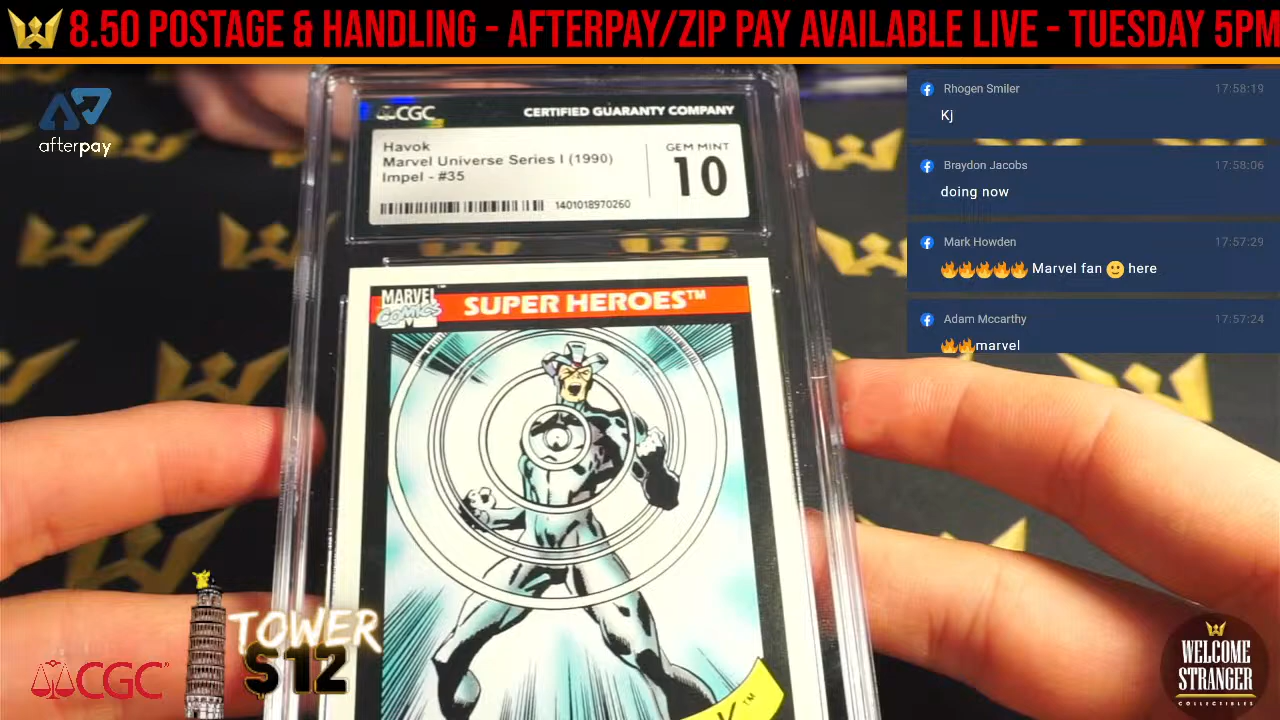 8.50 POSTAGE & HANDLING - AFTERPAY/ZIP PAY AVAILABLE LIVE - TUESDAY 5PM
afterpay
CGC
CERTIFIED GUARANTY COMPANY
Havok
Marvel Universe Series I (1990)
Impel - #35
GEM MINT
10
1401018970260
MARVEL
COMICS
SUPER HEROES™
K™
Rhogen Smiler
17:58:19
Kj
Braydon Jacobs
17:58:06
doing now
Mark Howden
17:57:29
🔥🔥🔥🔥🔥 Marvel fan 🙂 here
Adam Mccarthy
17:57:24
🔥🔥marvel
CGC®
TOWER
$12
WELCOME
STRANGER
COLLECTIBLES